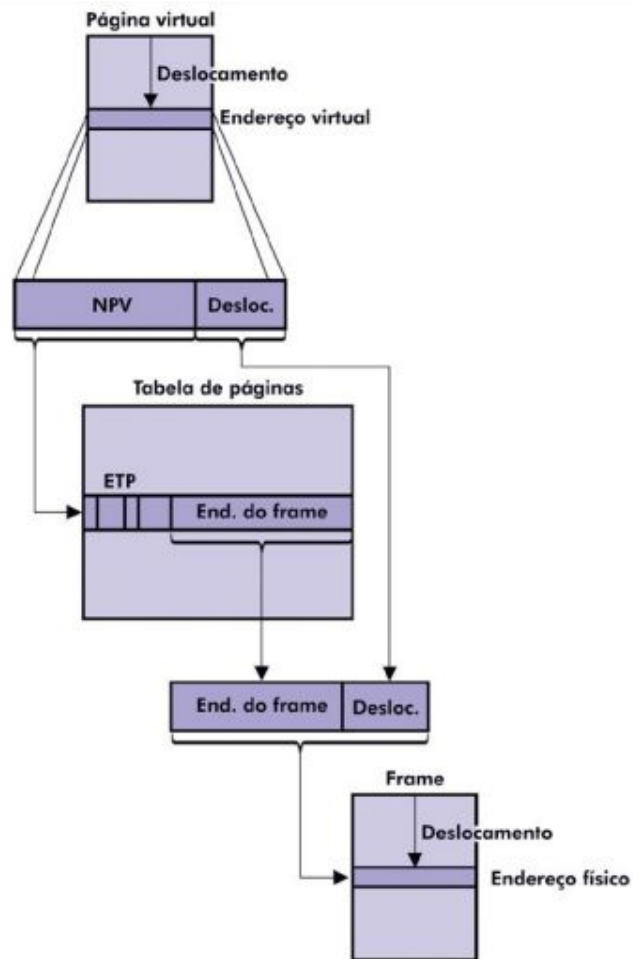 Página virtual
Deslocamento
Endereço virtual
NPV
Desloc.
Tabela de páginas
ETP
End. do frame
End. do frame
Desloc.
Frame
Deslocamento
Endereço físico